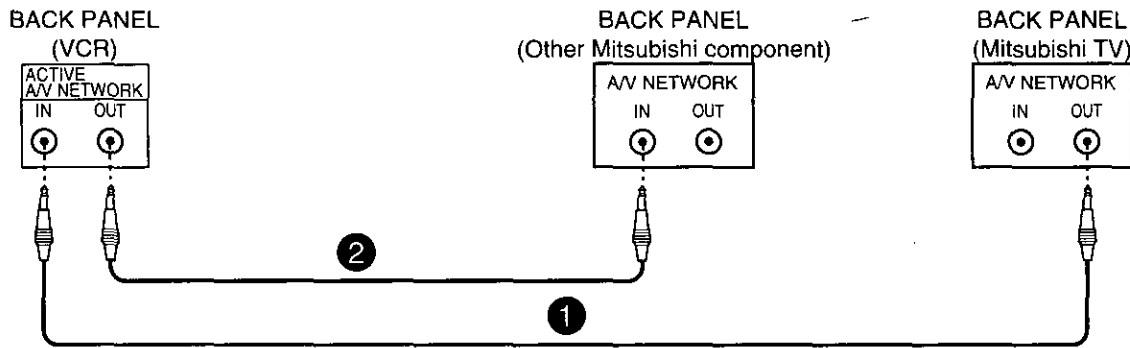 BACK PANEL
(VCR)
ACTIVE
A/V NETWORK
IN OUT
BACK PANEL
(Other Mitsubishi component)
A/V NETWORK
IN OUT
BACK PANEL
(Mitsubishi TV)
A/V NETWORK
IN OUT
2
1